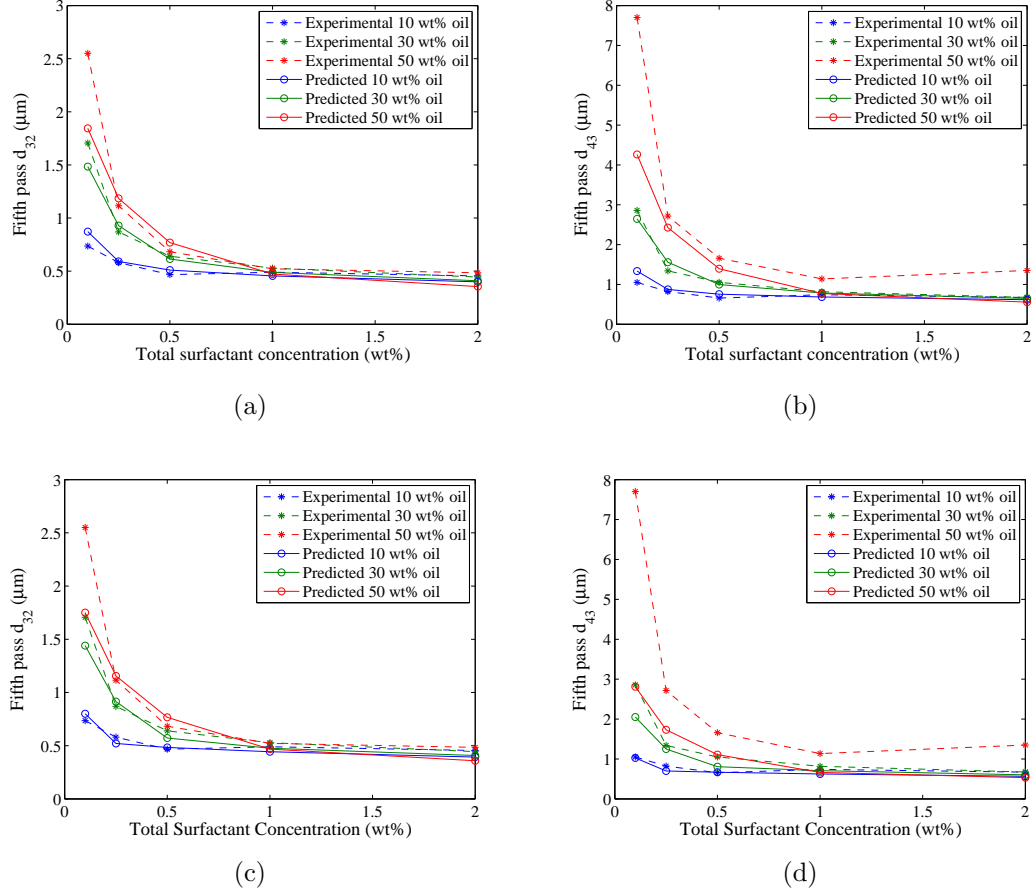 3
2.5
2
1.5
1
0.5
0
Fifth pass d32 (µm)
Experimental 10 wt% oil
Experimental 30 wt% oil
Experimental 50 wt% oil
Predicted 10 wt% oil
Predicted 30 wt% oil
Predicted 50 wt% oil
0 0.5 1 1.5 2
Total surfactant concentration (wt%)
(a)
8
7
6
5
4
3
2
1
0
Fifth pass d43 (µm)
Experimental 10 wt% oil
Experimental 30 wt% oil
Experimental 50 wt% oil
Predicted 10 wt% oil
Predicted 30 wt% oil
Predicted 50 wt% oil
0 0.5 1 1.5 2
Total surfactant concentration (wt%)
(b)
3
2.5
2
1.5
1
0.5
0
Fifth pass d32 (µm)
Experimental 10 wt% oil
Experimental 30 wt% oil
Experimental 50 wt% oil
Predicted 10 wt% oil
Predicted 30 wt% oil
Predicted 50 wt% oil
0 0.5 1 1.5 2
Total Surfactant Concentration (wt%)
(c)
8
7
6
5
4
3
2
1
0
Fifth pass d43 (µm)
Experimental 10 wt% oil
Experimental 30 wt% oil
Experimental 50 wt% oil
Predicted 10 wt% oil
Predicted 30 wt% oil
Predicted 50 wt% oil
0 0.5 1 1.5 2
Total Surfactant Concentration (wt%)
(d)